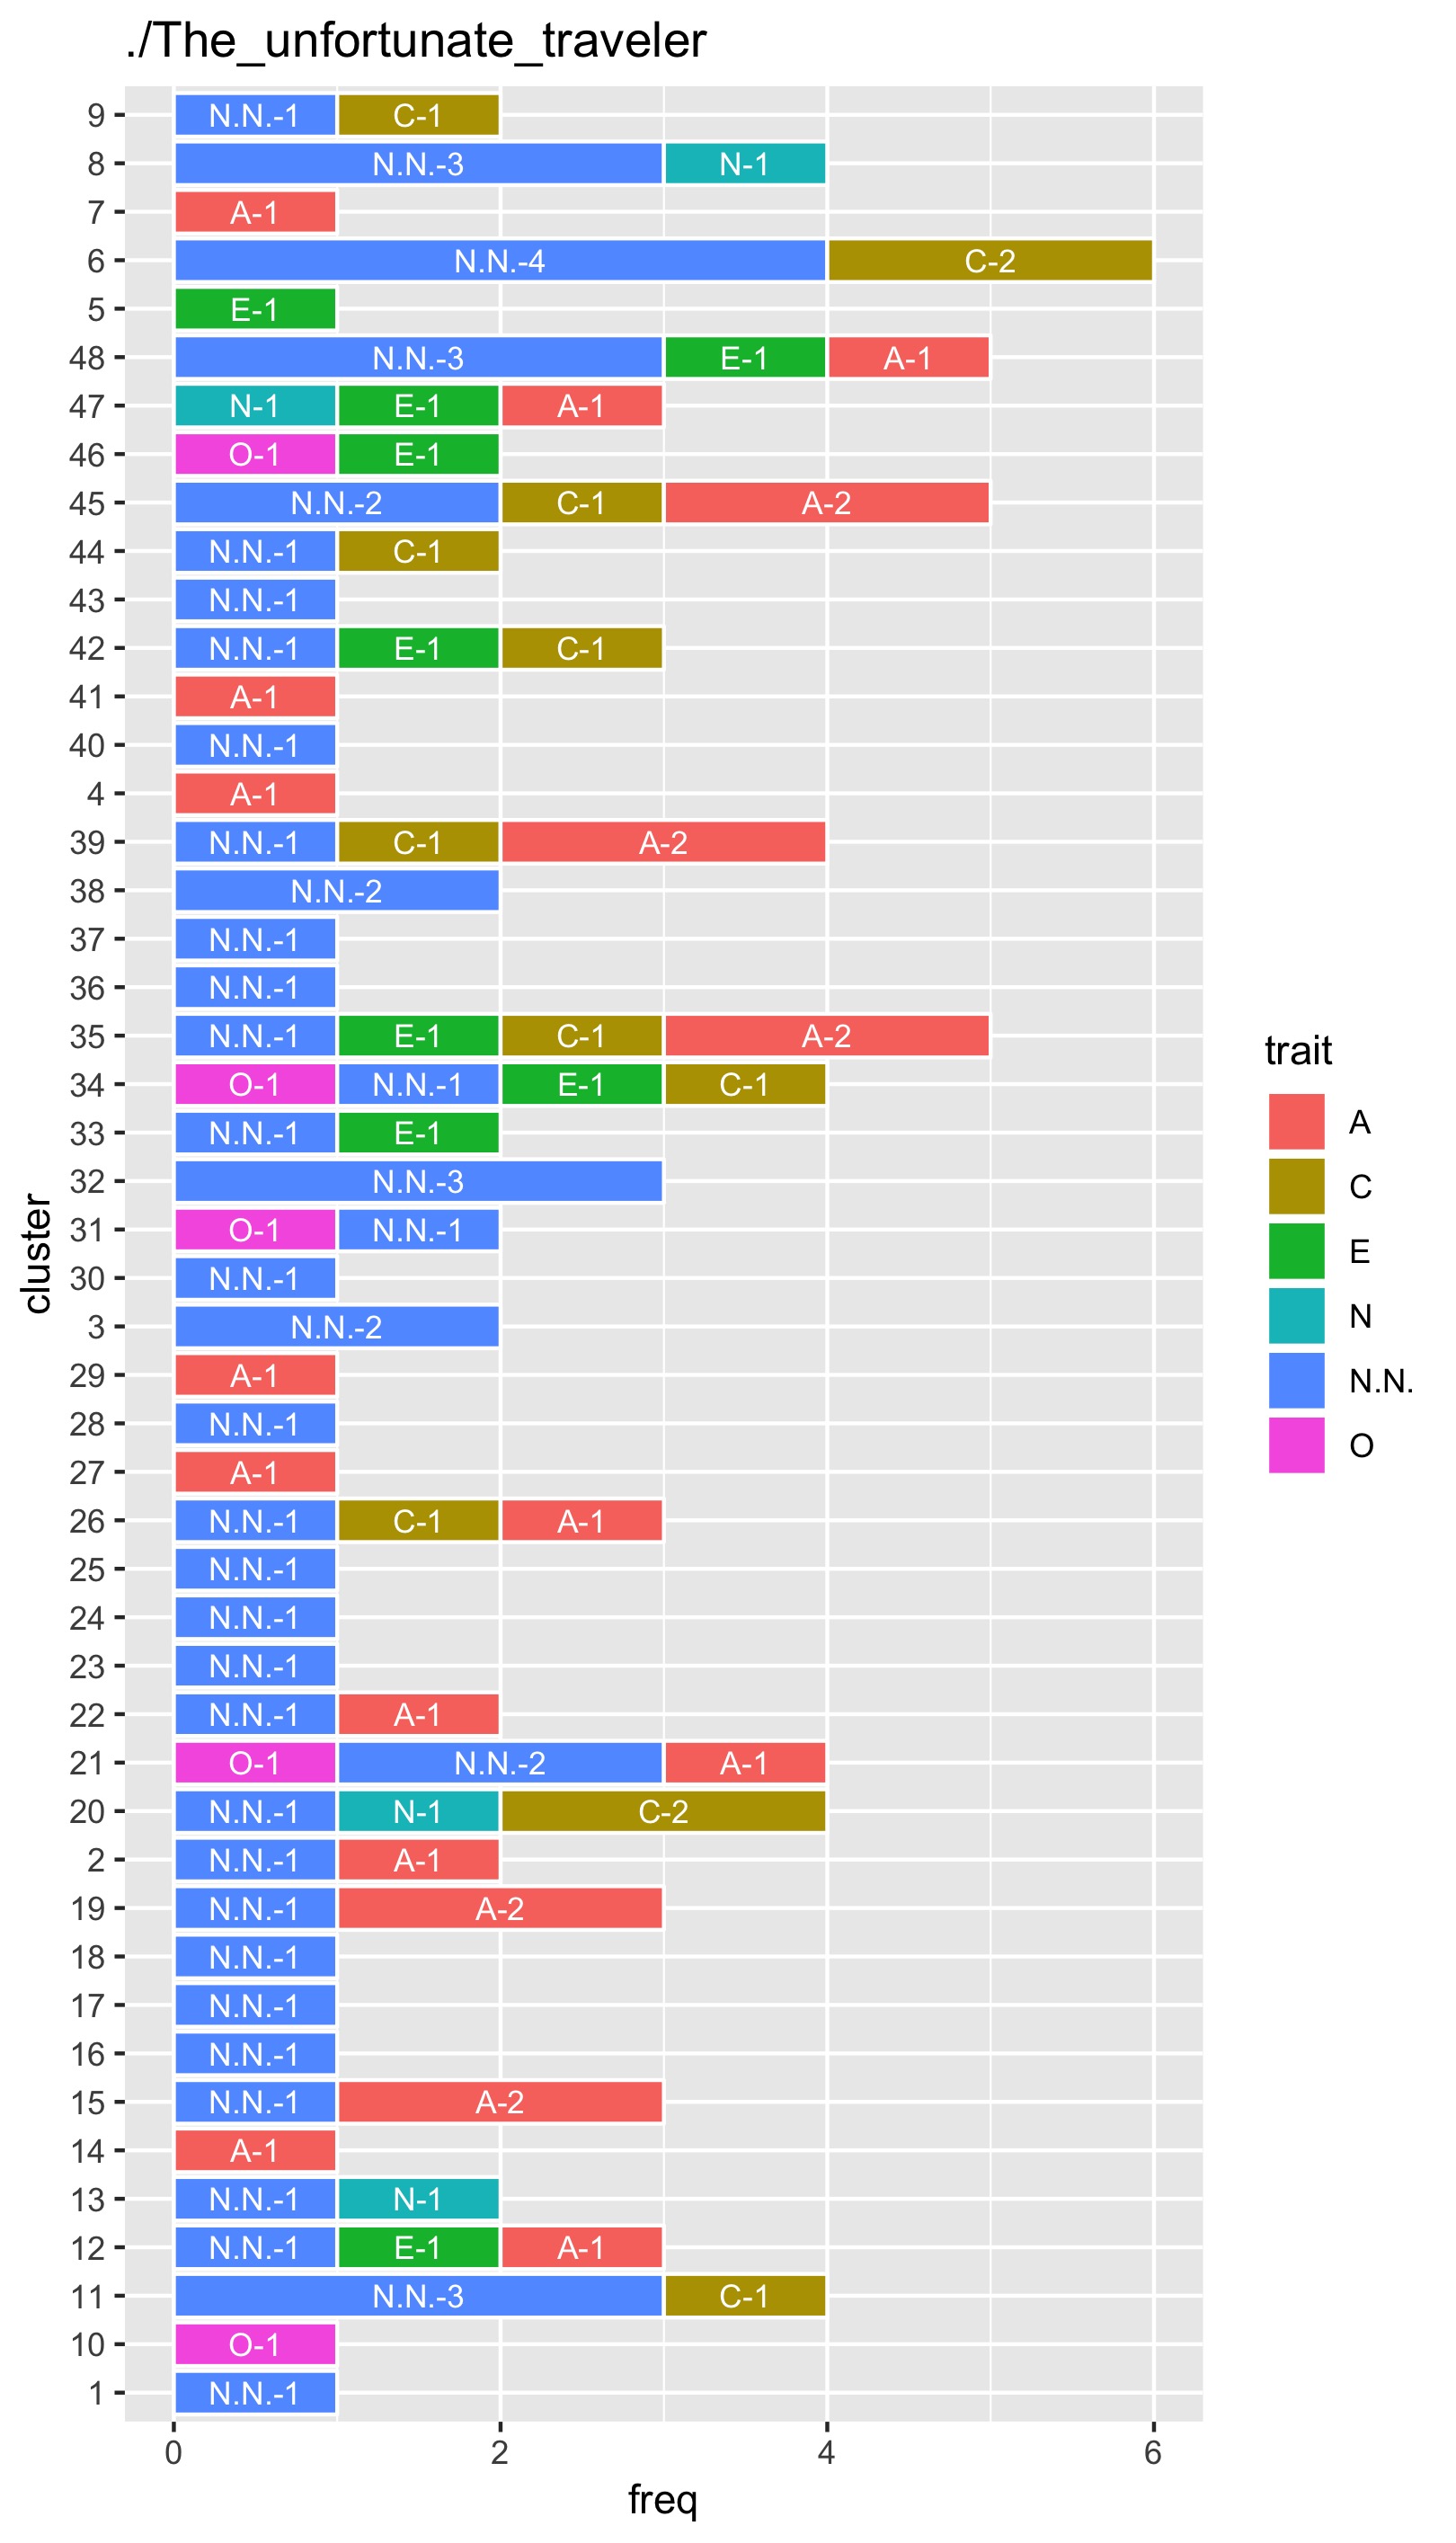 ./The_unfortunate_traveler
9 N.N.-1 C-1
8 N.N.-3 N-1
7 A-1
6 N.N.-4 C-2
5 E-1
48 N.N.-3 E-1 A-1
47 N-1 E-1 A-1
46 O-1 E-1
45 N.N.-2 C-1 A-2
44 N.N.-1 C-1
43 N.N.-1
42 N.N.-1 E-1 C-1
41 A-1
40 N.N.-1
4 A-1
39 N.N.-1 C-1 A-2
38 N.N.-2
37 N.N.-1
36 N.N.-1
35 N.N.-1 E-1 C-1 A-2
34 O-1 N.N.-1 E-1 C-1
33 N.N.-1 E-1
32 N.N.-3
31 O-1 N.N.-1
30 N.N.-1
3 N.N.-2
29 A-1
28 N.N.-1
27 A-1
26 N.N.-1 C-1 A-1
25 N.N.-1
24 N.N.-1
23 N.N.-1
22 N.N.-1 A-1
21 O-1 N.N.-2 A-1
20 N.N.-1 N-1 C-2
2 N.N.-1 A-1
19 N.N.-1 A-2
18 N.N.-1
17 N.N.-1
16 N.N.-1
15 N.N.-1 A-2
14 A-1
13 N.N.-1 N-1
12 N.N.-1 E-1 A-1
11 N.N.-3 C-1
10 O-1
1 N.N.-1
0 2 4 6
freq
cluster
trait
A
C
E
N
N.N.
O